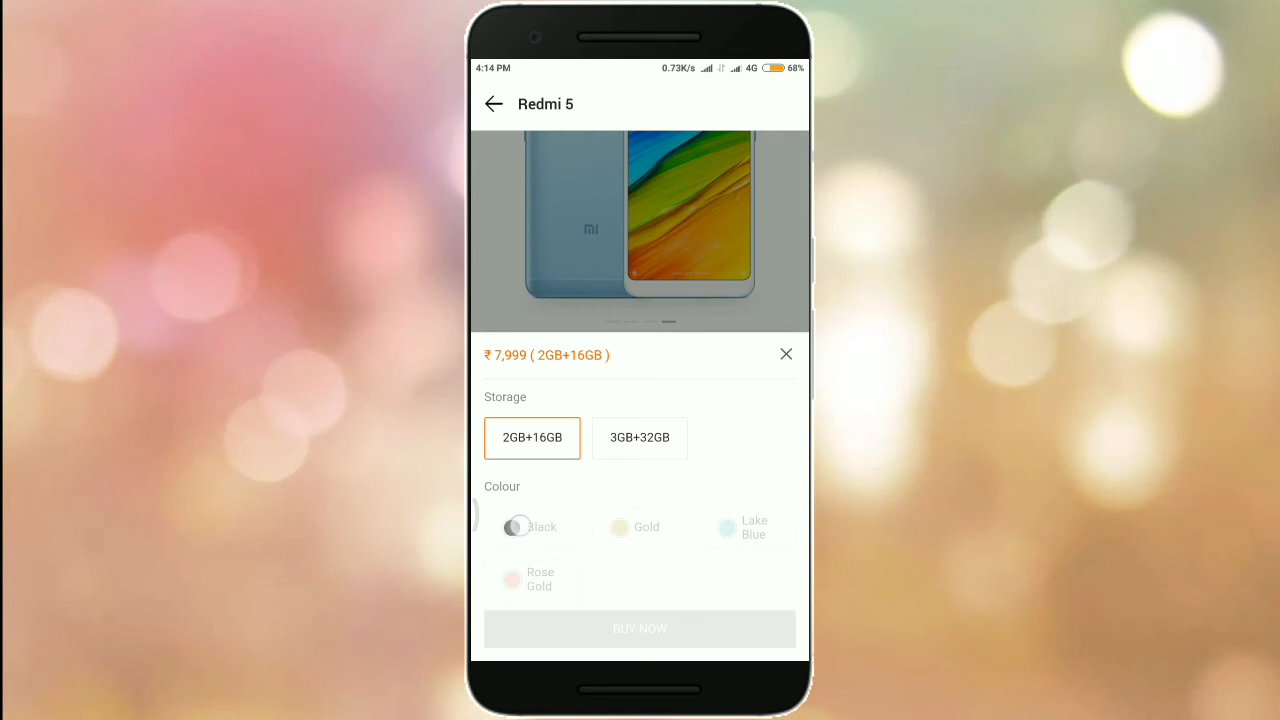 4:14 PM 0.73K/s 4G 68%
Redmi 5
mi
₹ 7,999 ( 2GB+16GB )
Storage
2GB+16GB 3GB+32GB
Colour
Black Gold Lake Blue
Rose Gold
BUY NOW